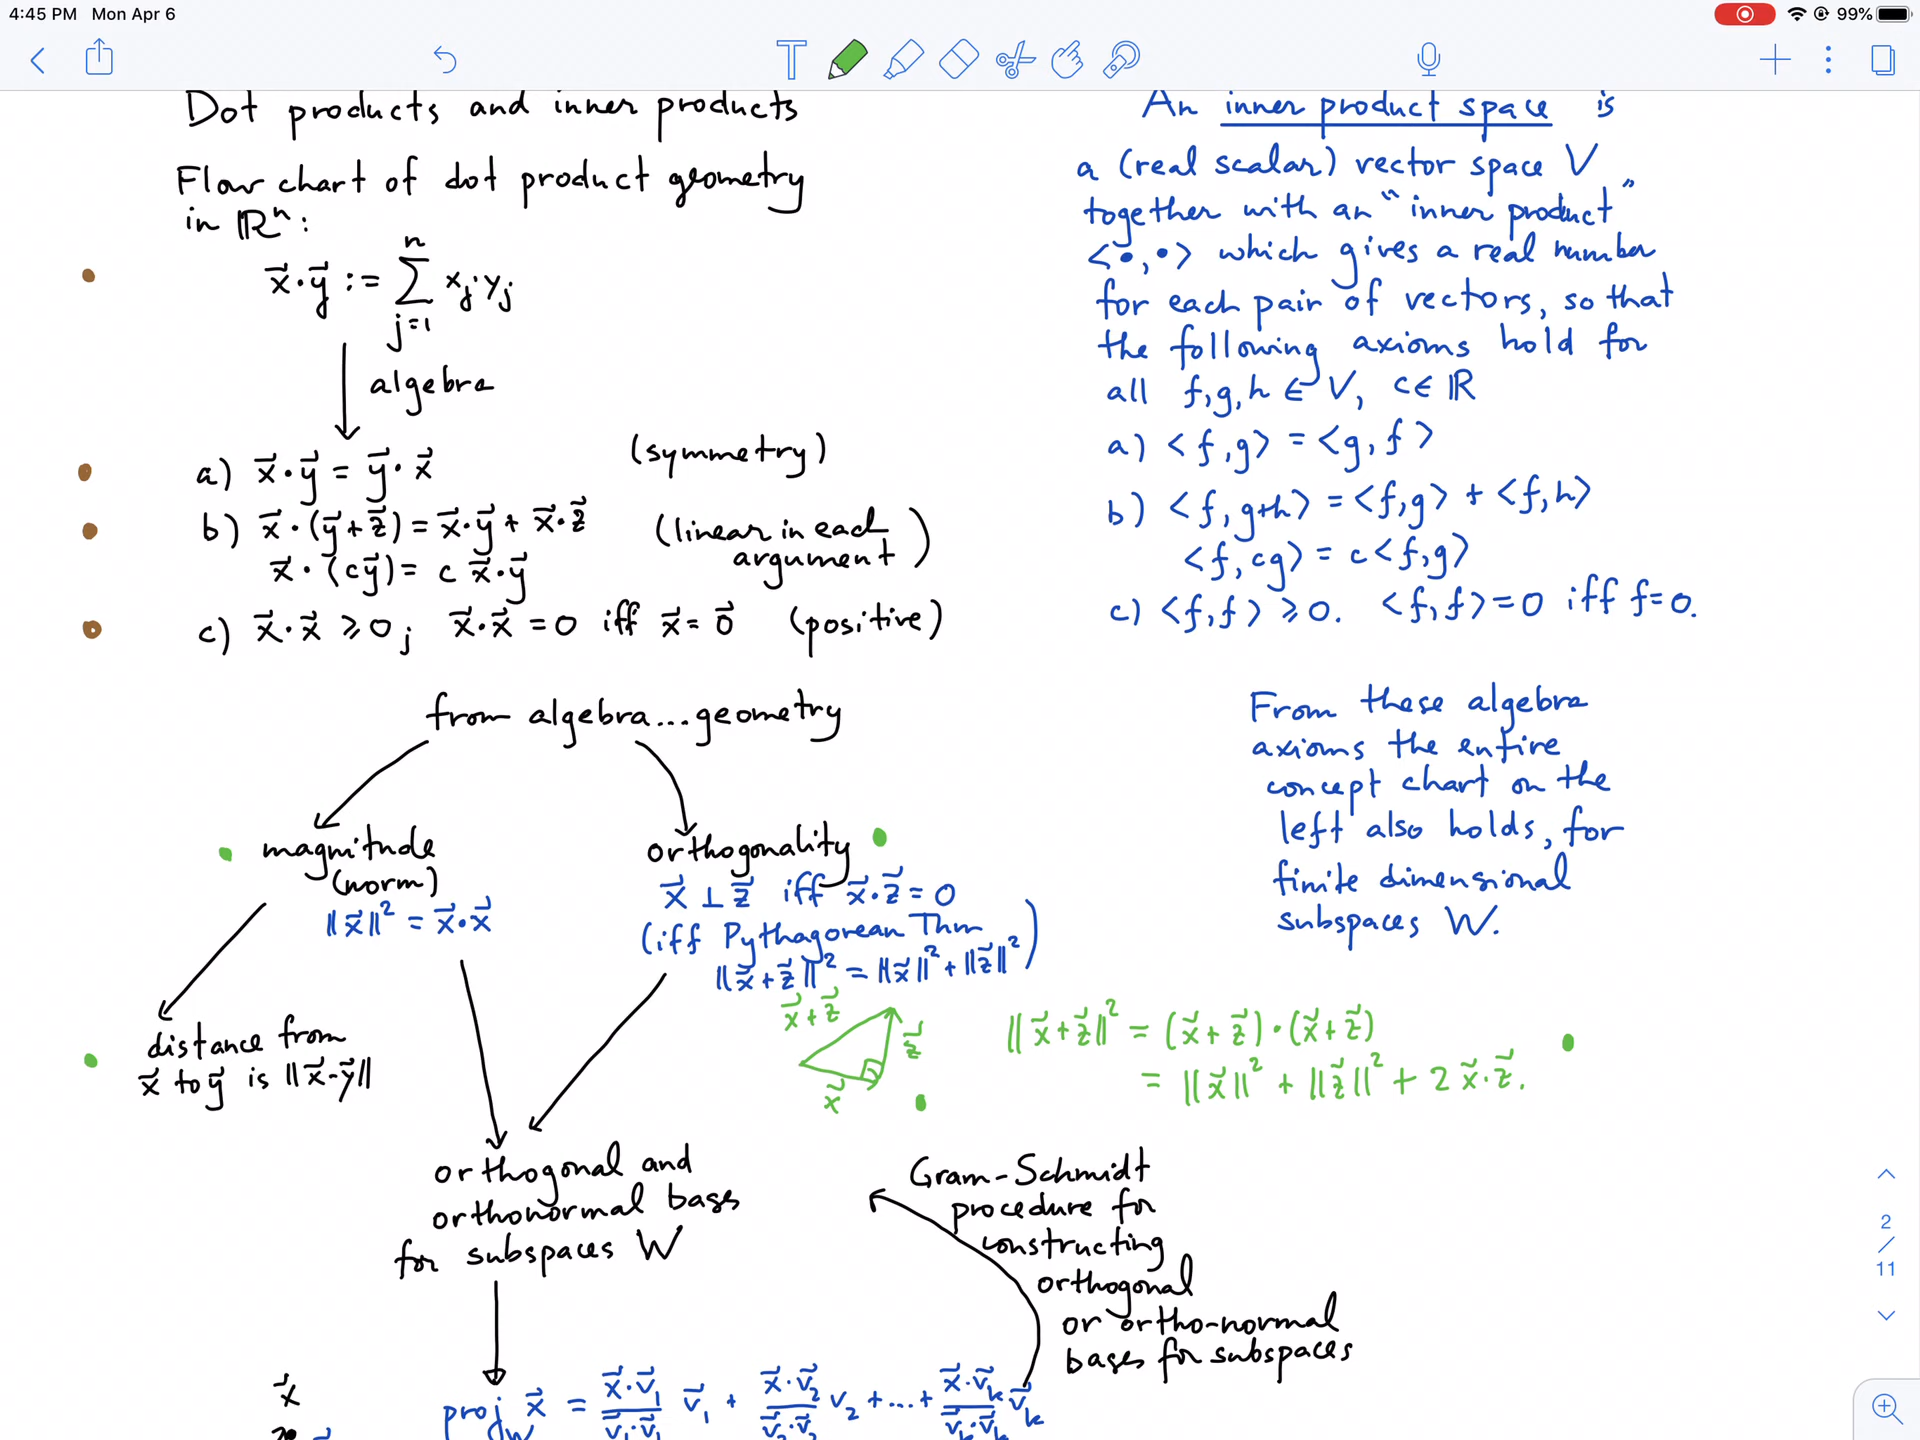 4:45 PM Mon Apr 6
99%
Dot products and inner products
Flow chart of dot product geometry
in ℝⁿ:
x⃗·y⃗ := ∑_{j=1}^{n} x_j y_j
algebra
a) x⃗·y⃗ = y⃗·x⃗ (symmetry)
b) x⃗·(y⃗+z⃗) = x⃗·y⃗ + x⃗·z⃗ (linear in each
argument)
x⃗·(cy⃗) = c x⃗·y⃗
c) x⃗·x⃗ ≥ 0; x⃗·x⃗ = 0 iff x⃗ = 0⃗ (positive)
from algebra...geometry
magnitude
(norm)
‖x⃗‖² = x⃗·x⃗
orthogonality
x⃗ ⊥ z⃗ iff x⃗·z⃗ = 0
(iff Pythagorean Thm
‖x⃗+z⃗‖² = ‖x⃗‖² + ‖z⃗‖²)
distance from
x⃗ to y⃗ is ‖x⃗-y⃗‖
x⃗+z⃗
z⃗
x⃗
orthogonal and
orthonormal bases
for subspaces W
x⃗
proj_W x⃗ = (x⃗·v⃗₁)/(v⃗₁·v⃗₁) v⃗₁ + (x⃗·v⃗₂)/(v⃗₂·v⃗₂) v₂ + ... + (x⃗·v⃗_k)/(v⃗_k·v⃗_k) v⃗_k
An inner product space is
a (real scalar) vector space V
together with an "inner product"
<•,•> which gives a real number
for each pair of vectors, so that
the following axioms hold for
all f,g,h ∈ V, c∈ ℝ
a) <f,g> = <g,f>
b) <f,g+h> = <f,g> + <f,h>
<f,cg> = c<f,g>
c) <f,f> ≥ 0. <f,f> = 0 iff f=0.
From these algebra
axioms the entire
concept chart on the
left also holds, for
finite dimensional
subspaces W.
‖x⃗+z⃗‖² = (x⃗+z⃗)·(x⃗+z⃗)
= ‖x⃗‖² + ‖z⃗‖² + 2 x⃗·z⃗.
Gram-Schmidt
procedure for
constructing
orthogonal
or ortho-normal
bases for subspaces
2
/
11